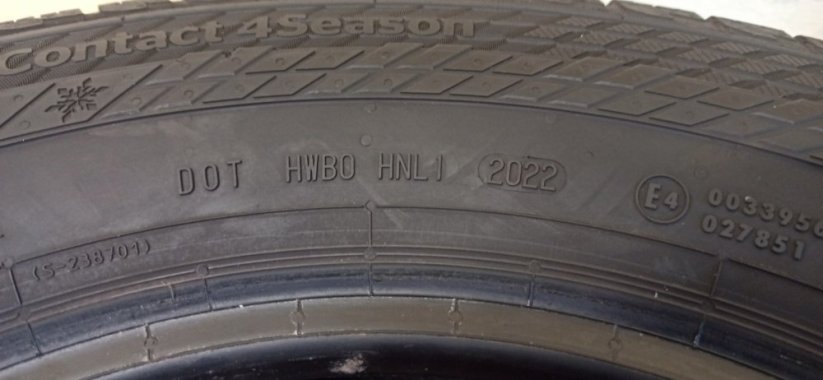 Contact 4Season
DOT HWB0 HNL1 2022
E4
003395
027851
(S-238701)